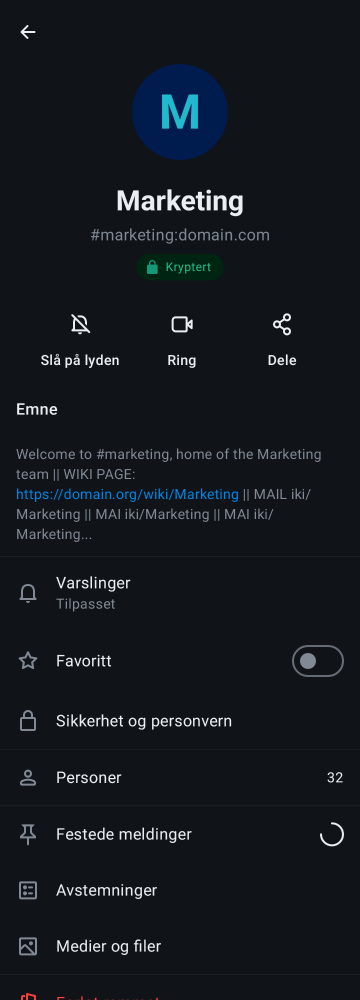 M
Marketing
#marketing:domain.com
Kryptert
Slå på lyden
Ring
Dele
Emne
Welcome to #marketing, home of the Marketing
team || WIKI PAGE:
https://domain.org/wiki/Marketing || MAIL iki/
Marketing || MAI iki/Marketing || MAI iki/
Marketing...
Varslinger
Tilpasset
Favoritt
Sikkerhet og personvern
Personer
32
Festede meldinger
Avstemninger
Medier og filer